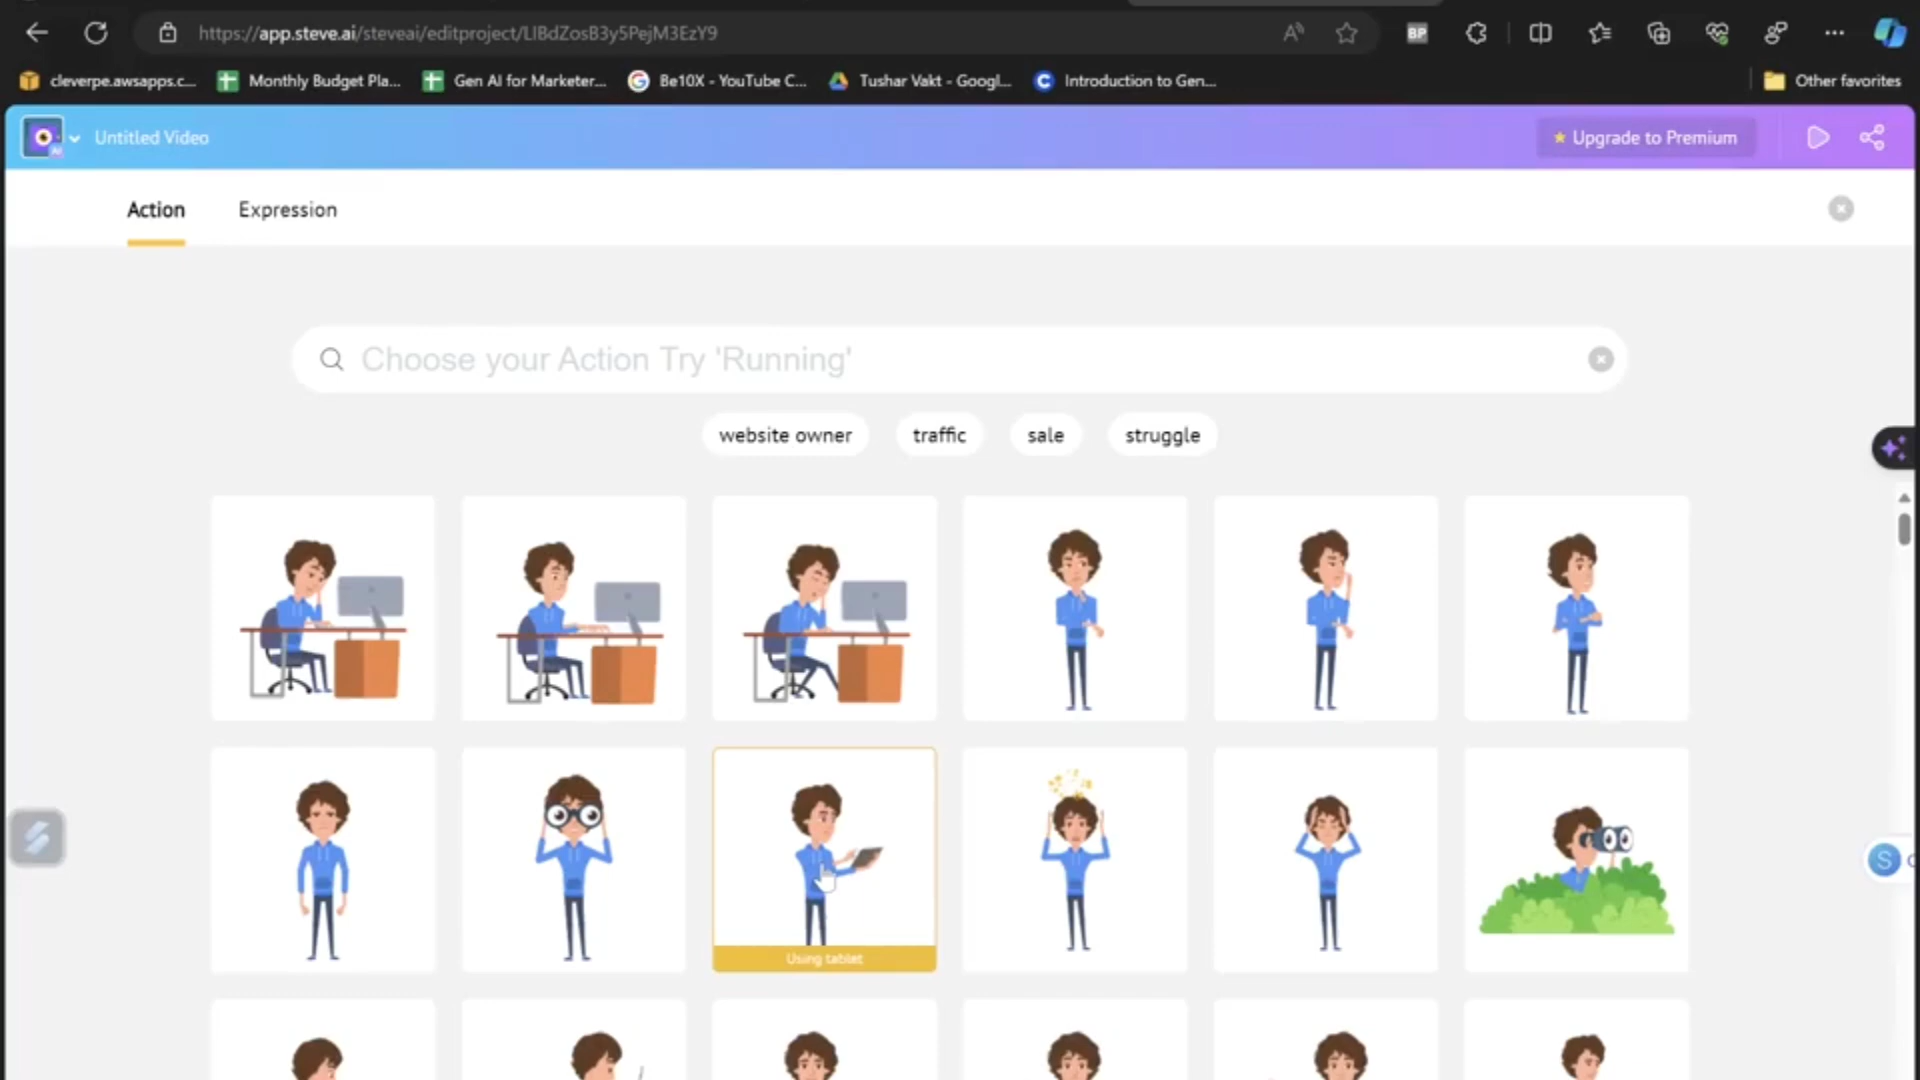 https://app.steve.ai/steveai/editproject/LIBdZosB3y5PejM3EzY9
BP
cleverpe.awsapps.c... Monthly Budget Pla... Gen AI for Marketer... Be10X - YouTube C... Tushar Vakt - Googl... Introduction to Gen... Other favorites
Untitled Video Upgrade to Premium
Action Expression
Choose your Action Try 'Running'
website owner traffic sale struggle
Using tablet